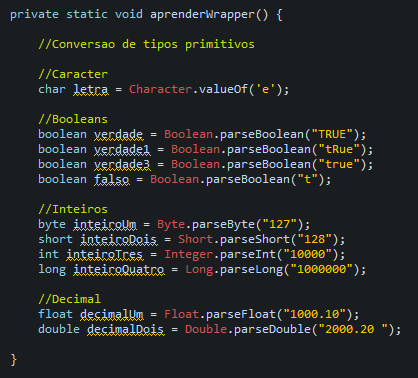 private static void aprenderWrapper() {
//Conversao de tipos primitivos
//Caracter
char letra = Character.valueOf('e');
//Booleans
boolean verdade = Boolean.parseBoolean("TRUE");
boolean verdade1 = Boolean.parseBoolean("tRue");
boolean verdade3 = Boolean.parseBoolean("true");
boolean falso = Boolean.parseBoolean("t");
//Inteiros
byte inteiroUm = Byte.parseByte("127");
short inteiroDois = Short.parseShort("128");
int inteiroTres = Integer.parseInt("10000");
long inteiroQuatro = Long.parseLong("1000000");
//Decimal
float decimalUm = Float.parseFloat("1000.10");
double decimalDois = Double.parseDouble("2000.20 ");
}